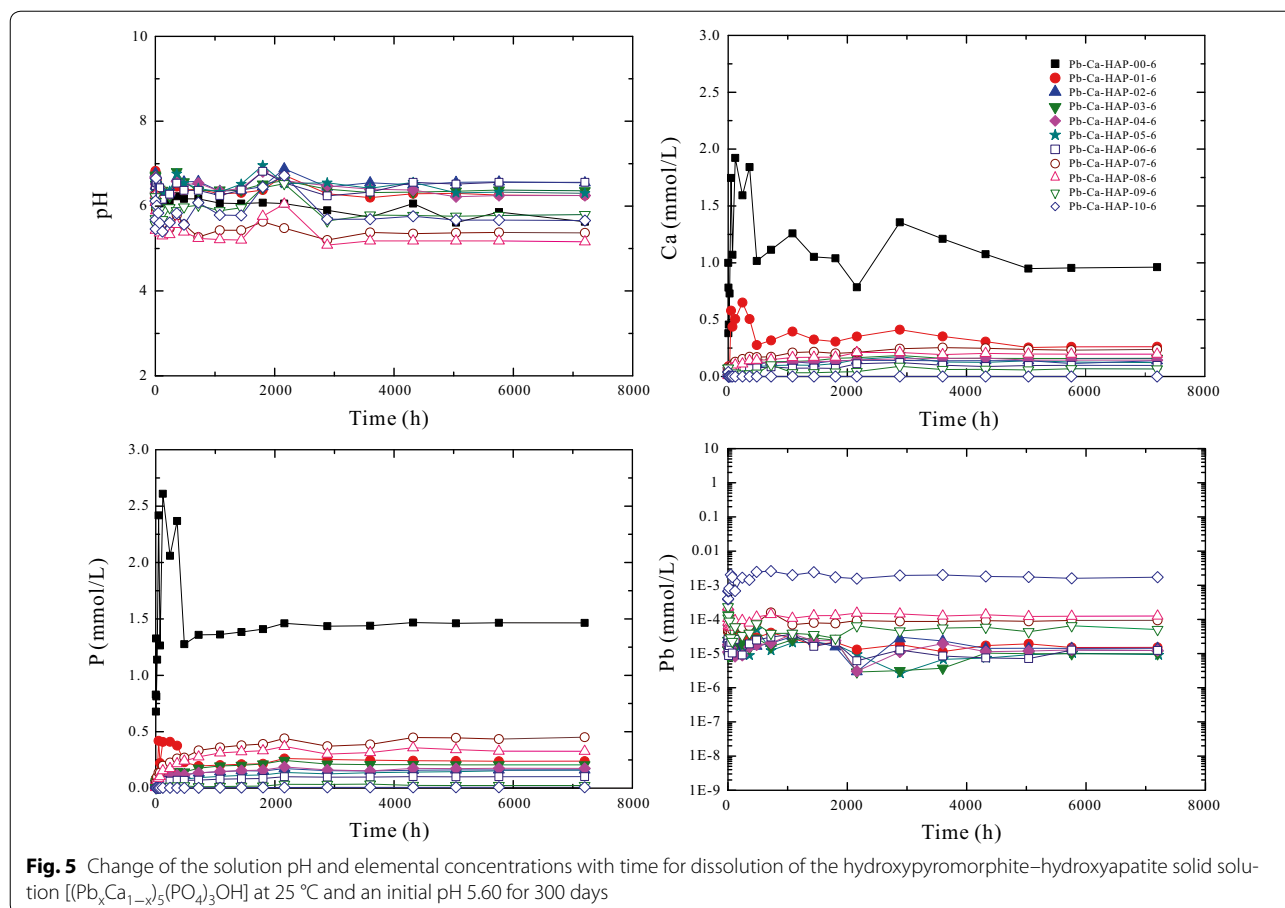 10
8
6
4
2
pH
0
2000
4000
6000
8000
Time (h)
3.0
2.5
2.0
1.5
1.0
0.5
0.0
Ca (mmol/L)
0
2000
4000
6000
8000
Time (h)
Pb-Ca-HAP-00-6
Pb-Ca-HAP-01-6
Pb-Ca-HAP-02-6
Pb-Ca-HAP-03-6
Pb-Ca-HAP-04-6
Pb-Ca-HAP-05-6
Pb-Ca-HAP-06-6
Pb-Ca-HAP-07-6
Pb-Ca-HAP-08-6
Pb-Ca-HAP-09-6
Pb-Ca-HAP-10-6
3.0
2.5
2.0
1.5
1.0
0.5
0.0
P (mmol/L)
0
2000
4000
6000
8000
Time (h)
10
1
0.1
0.01
1E-3
1E-4
1E-5
1E-6
1E-7
1E-8
1E-9
Pb (mmol/L)
0
2000
4000
6000
8000
Time (h)
Fig. 5 Change of the solution pH and elemental concentrations with time for dissolution of the hydroxypyromorphite–hydroxyapatite solid solu-
tion [(PbxCa1−x)5(PO4)3OH] at 25 °C and an initial pH 5.60 for 300 days